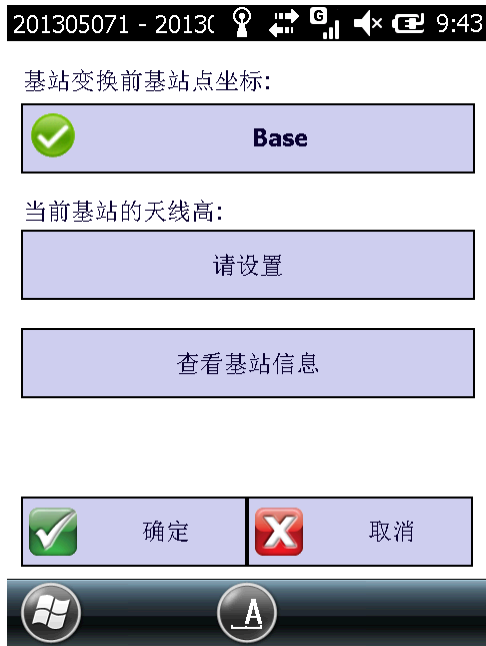 201305071 - 2013( G 9:43
基站变换前基站点坐标:
Base
当前基站的天线高:
请设置
查看基站信息
确定 取消
A